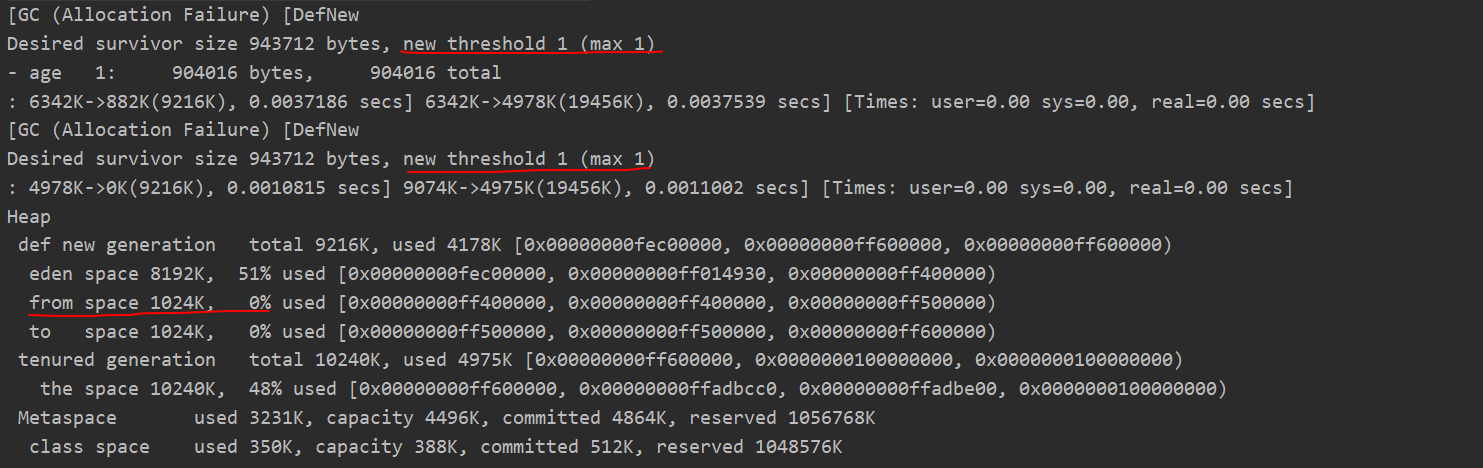 [GC (Allocation Failure) [DefNew
Desired survivor size 943712 bytes, new threshold 1 (max 1)
- age   1:     904016 bytes,     904016 total
: 6342K->882K(9216K), 0.0037186 secs] 6342K->4978K(19456K), 0.0037539 secs] [Times: user=0.00 sys=0.00, real=0.00 secs]
[GC (Allocation Failure) [DefNew
Desired survivor size 943712 bytes, new threshold 1 (max 1)
: 4978K->0K(9216K), 0.0010815 secs] 9074K->4975K(19456K), 0.0011002 secs] [Times: user=0.00 sys=0.00, real=0.00 secs]
Heap
 def new generation   total 9216K, used 4178K [0x00000000fec00000, 0x00000000ff600000, 0x00000000ff600000)
  eden space 8192K,  51% used [0x00000000fec00000, 0x00000000ff014930, 0x00000000ff400000)
  from space 1024K,   0% used [0x00000000ff400000, 0x00000000ff400000, 0x00000000ff500000)
  to   space 1024K,   0% used [0x00000000ff500000, 0x00000000ff500000, 0x00000000ff600000)
 tenured generation   total 10240K, used 4975K [0x00000000ff600000, 0x0000000100000000, 0x0000000100000000)
   the space 10240K,  48% used [0x00000000ff600000, 0x00000000ffadbcc0, 0x00000000ffadbe00, 0x0000000100000000)
 Metaspace       used 3231K, capacity 4496K, committed 4864K, reserved 1056768K
  class space    used 350K, capacity 388K, committed 512K, reserved 1048576K